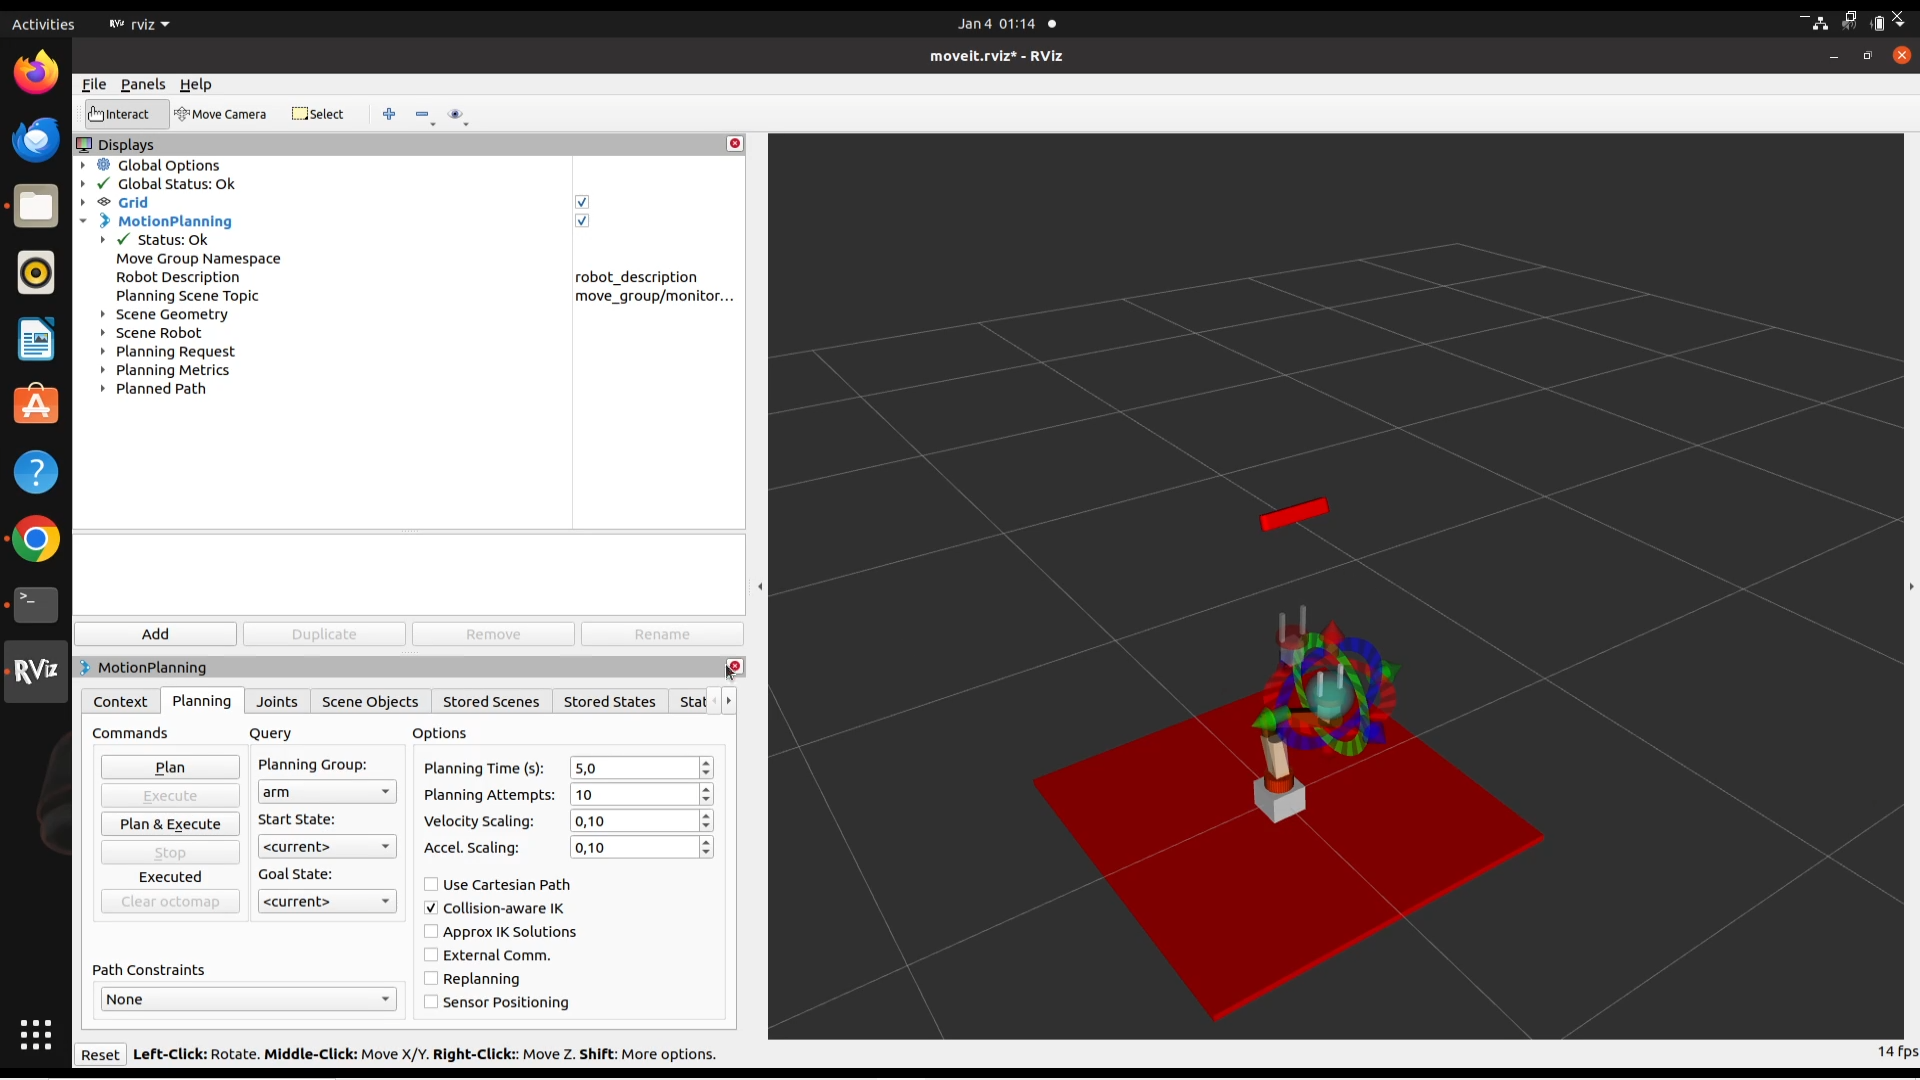 Activities RViz rviz Jan 4 01:14
moveit.rviz* - RViz
File Panels Help
Interact Move Camera Select
Displays
Global Options
Global Status: Ok
Grid
MotionPlanning
Status: Ok
Move Group Namespace
Robot Description robot_description
Planning Scene Topic move_group/monitor...
Scene Geometry
Scene Robot
Planning Request
Planning Metrics
Planned Path
Add Duplicate Remove Rename
RViz
MotionPlanning
Context Planning Joints Scene Objects Stored Scenes Stored States Stat
Commands Query Options
Plan Planning Group: Planning Time (s): 5,0
Execute arm Planning Attempts: 10
Plan & Execute Start State: Velocity Scaling: 0,10
Stop <current> Accel. Scaling: 0,10
Executed Goal State: Use Cartesian Path
Clear octomap <current> Collision-aware IK
Approx IK Solutions
External Comm.
Path Constraints Replanning
None Sensor Positioning
Reset Left-Click: Rotate. Middle-Click: Move X/Y. Right-Click:: Move Z. Shift: More options. 14 fps